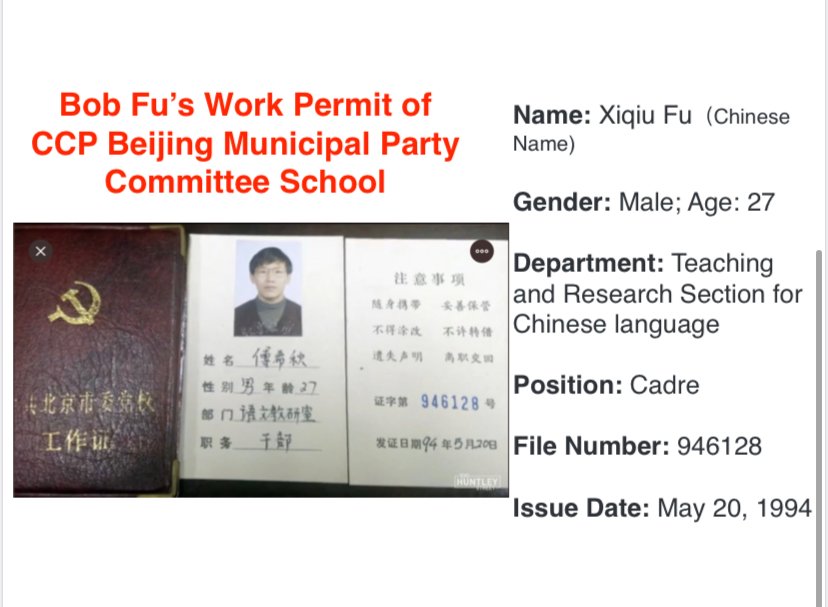 Bob Fu’s Work Permit of
CCP Beijing Municipal Party
Committee School
共北京市委党校
工作证
姓名 傅希秋
性别 男 年龄 27
部门 语文教研室
职务 干部
注意事项
随身携带 妥善保管
不得涂改 不许转借
遗失声明 离职交回
证字第 946128 号
发证日期 94 年 5 月 20 日
HUNTLEY
Name: Xiqiu Fu（Chinese
Name)
Gender: Male; Age: 27
Department: Teaching
and Research Section for
Chinese language
Position: Cadre
File Number: 946128
Issue Date: May 20, 1994